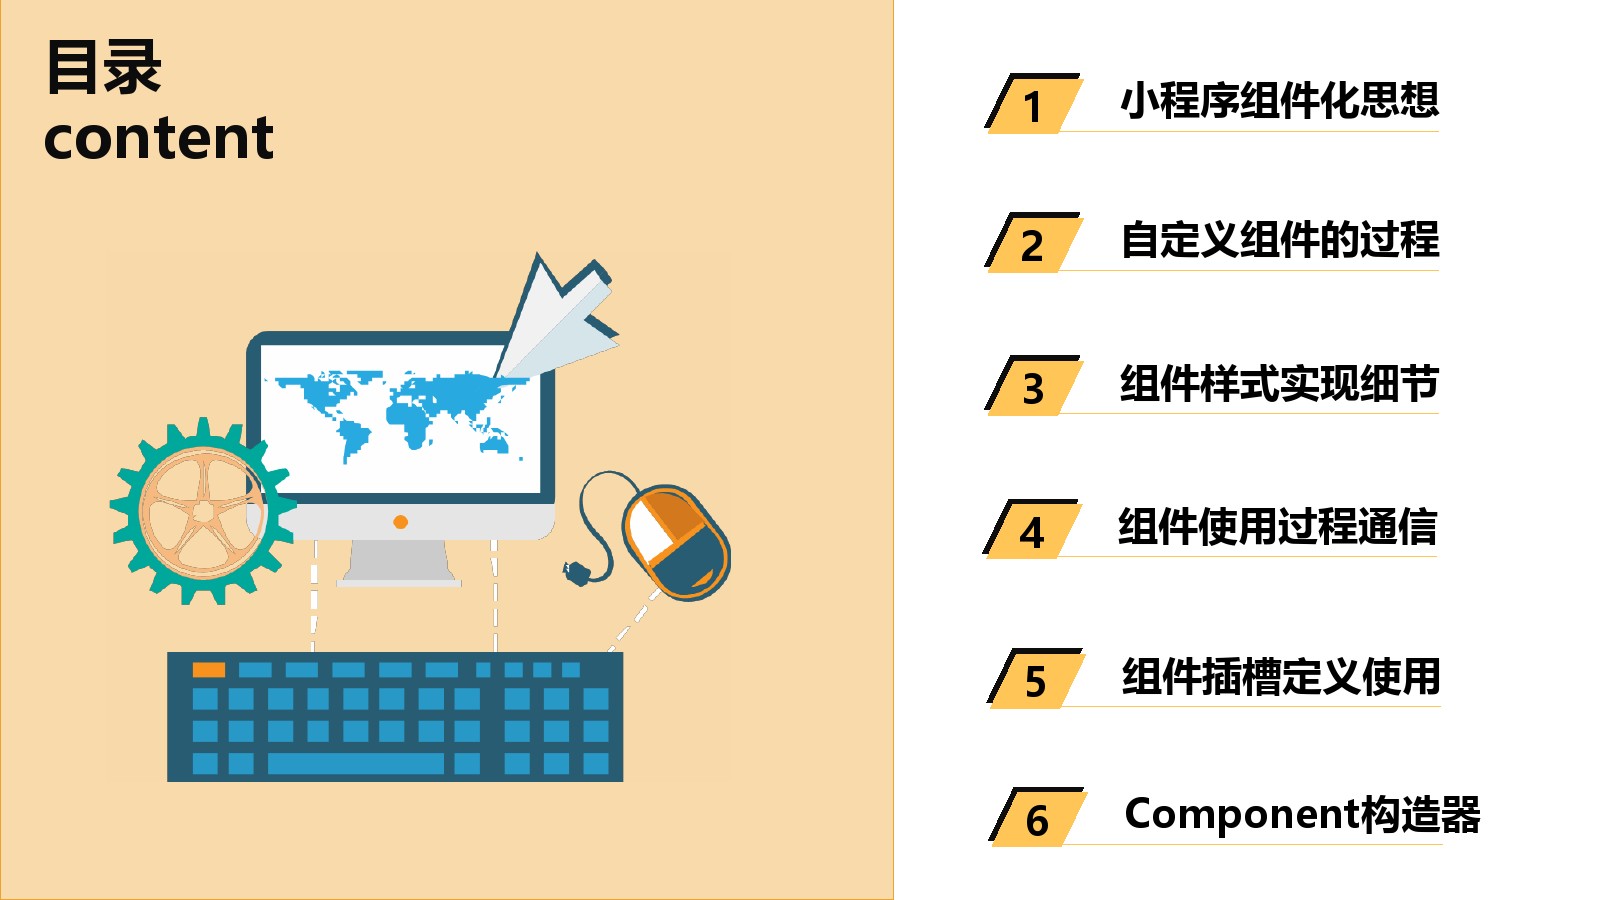 目录
content
1 小程序组件化思想
2 自定义组件的过程
3 组件样式实现细节
4 组件使用过程通信
5 组件插槽定义使用
6 Component构造器